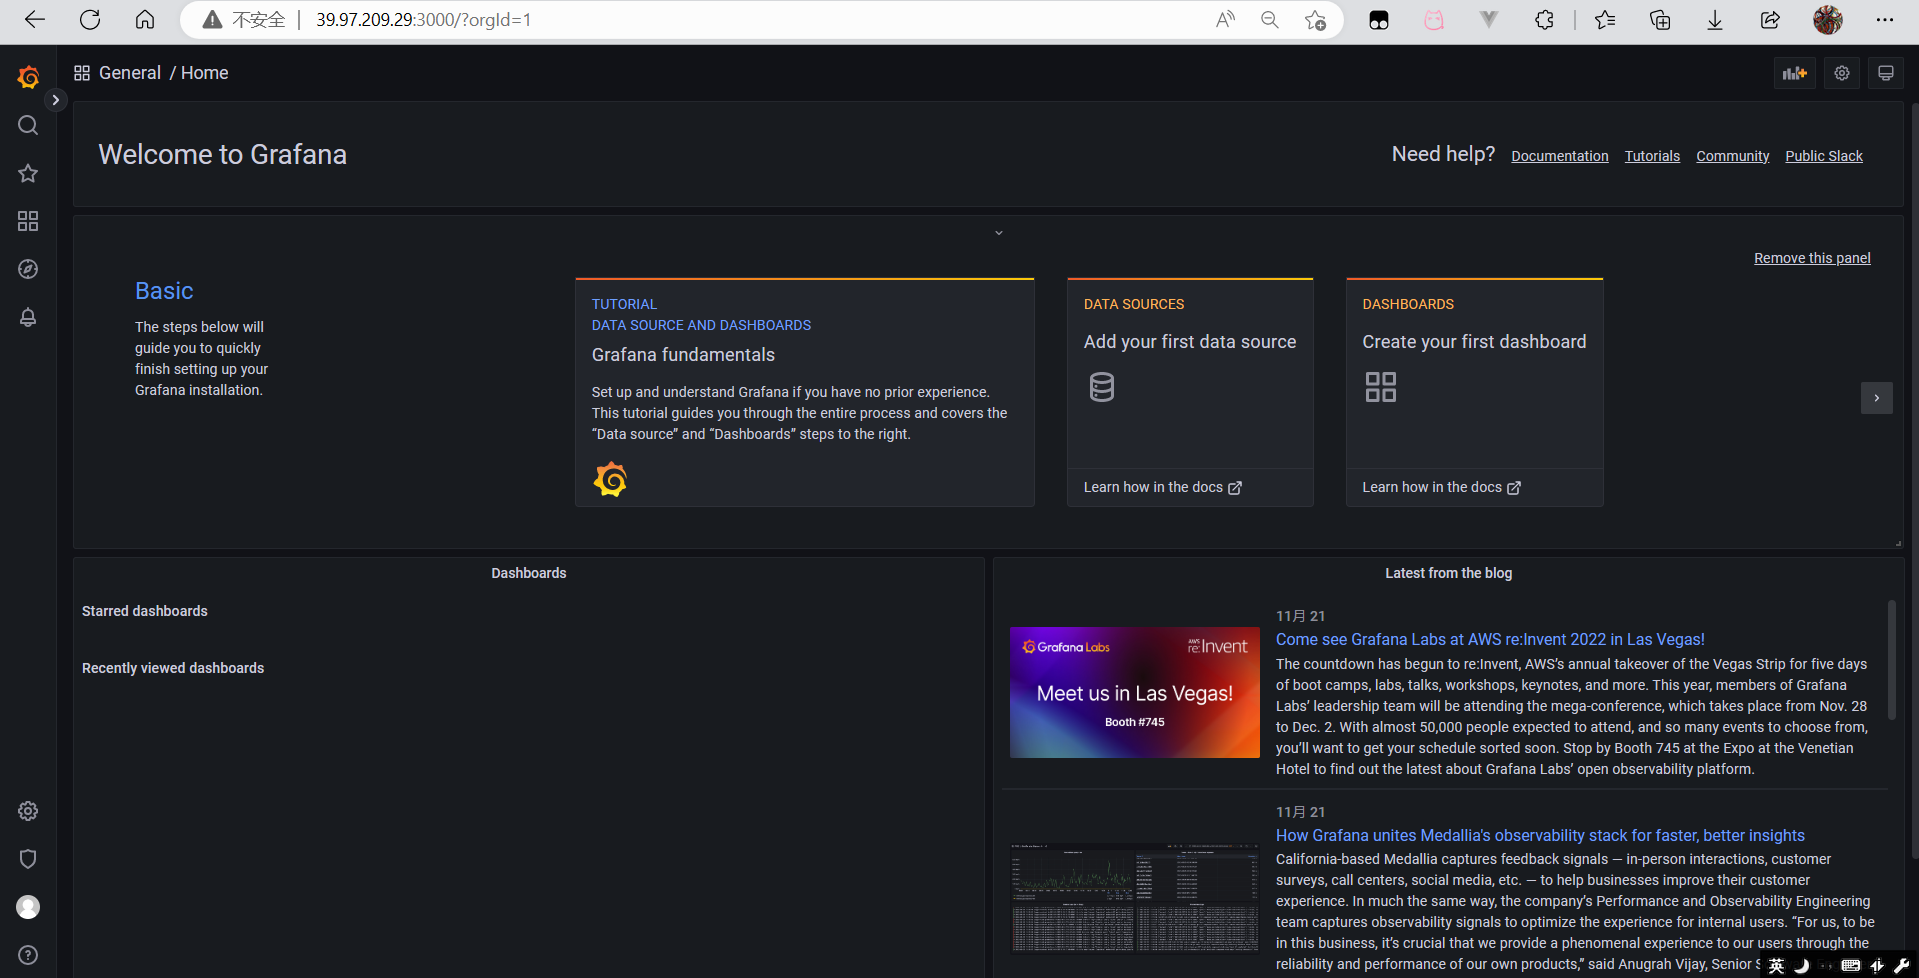 不安全 39.97.209.29:3000/?orgId=1
General / Home
Welcome to Grafana
Need help? Documentation Tutorials Community Public Slack
Remove this panel
Basic
The steps below will
guide you to quickly
finish setting up your
Grafana installation.
TUTORIAL
DATA SOURCE AND DASHBOARDS
Grafana fundamentals
Set up and understand Grafana if you have no prior experience.
This tutorial guides you through the entire process and covers the
“Data source” and “Dashboards” steps to the right.
DATA SOURCES
Add your first data source
Learn how in the docs
DASHBOARDS
Create your first dashboard
Learn how in the docs
Dashboards
Starred dashboards
Recently viewed dashboards
Latest from the blog
Grafana Labs
AWS
re:Invent
Meet us in Las Vegas!
Booth #745
11月 21
Come see Grafana Labs at AWS re:Invent 2022 in Las Vegas!
The countdown has begun to re:Invent, AWS’s annual takeover of the Vegas Strip for five days
of boot camps, labs, talks, workshops, keynotes, and more. This year, members of Grafana
Labs’ leadership team will be attending the mega-conference, which takes place from Nov. 28
to Dec. 2. With almost 50,000 people expected to attend, and so many events to choose from,
you’ll want to get your schedule sorted soon. Stop by Booth 745 at the Expo at the Venetian
Hotel to find out the latest about Grafana Labs’ open observability platform.
11月 21
How Grafana unites Medallia's observability stack for faster, better insights
California-based Medallia captures feedback signals — in-person interactions, customer
surveys, call centers, social media, etc. — to help businesses improve their customer
experience. In much the same way, the company’s Performance and Observability Engineering
team captures observability signals to optimize the experience for internal users. “For us, to be
in this business, it’s crucial that we provide a phenomenal experience to our users through the
reliability and performance of our own products,” said Anugrah Vijay, Senior
英